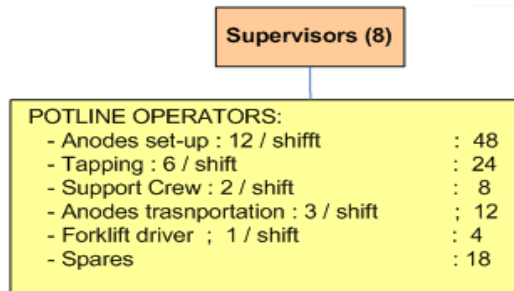 Supervisors (8)
POTLINE OPERATORS:
- Anodes set-up : 12 / shifft : 48
- Tapping : 6 / shift : 24
- Support Crew : 2 / shift : 8
- Anodes trasnportation : 3 / shift ; 12
- Forklift driver ; 1 / shift : 4
- Spares : 18